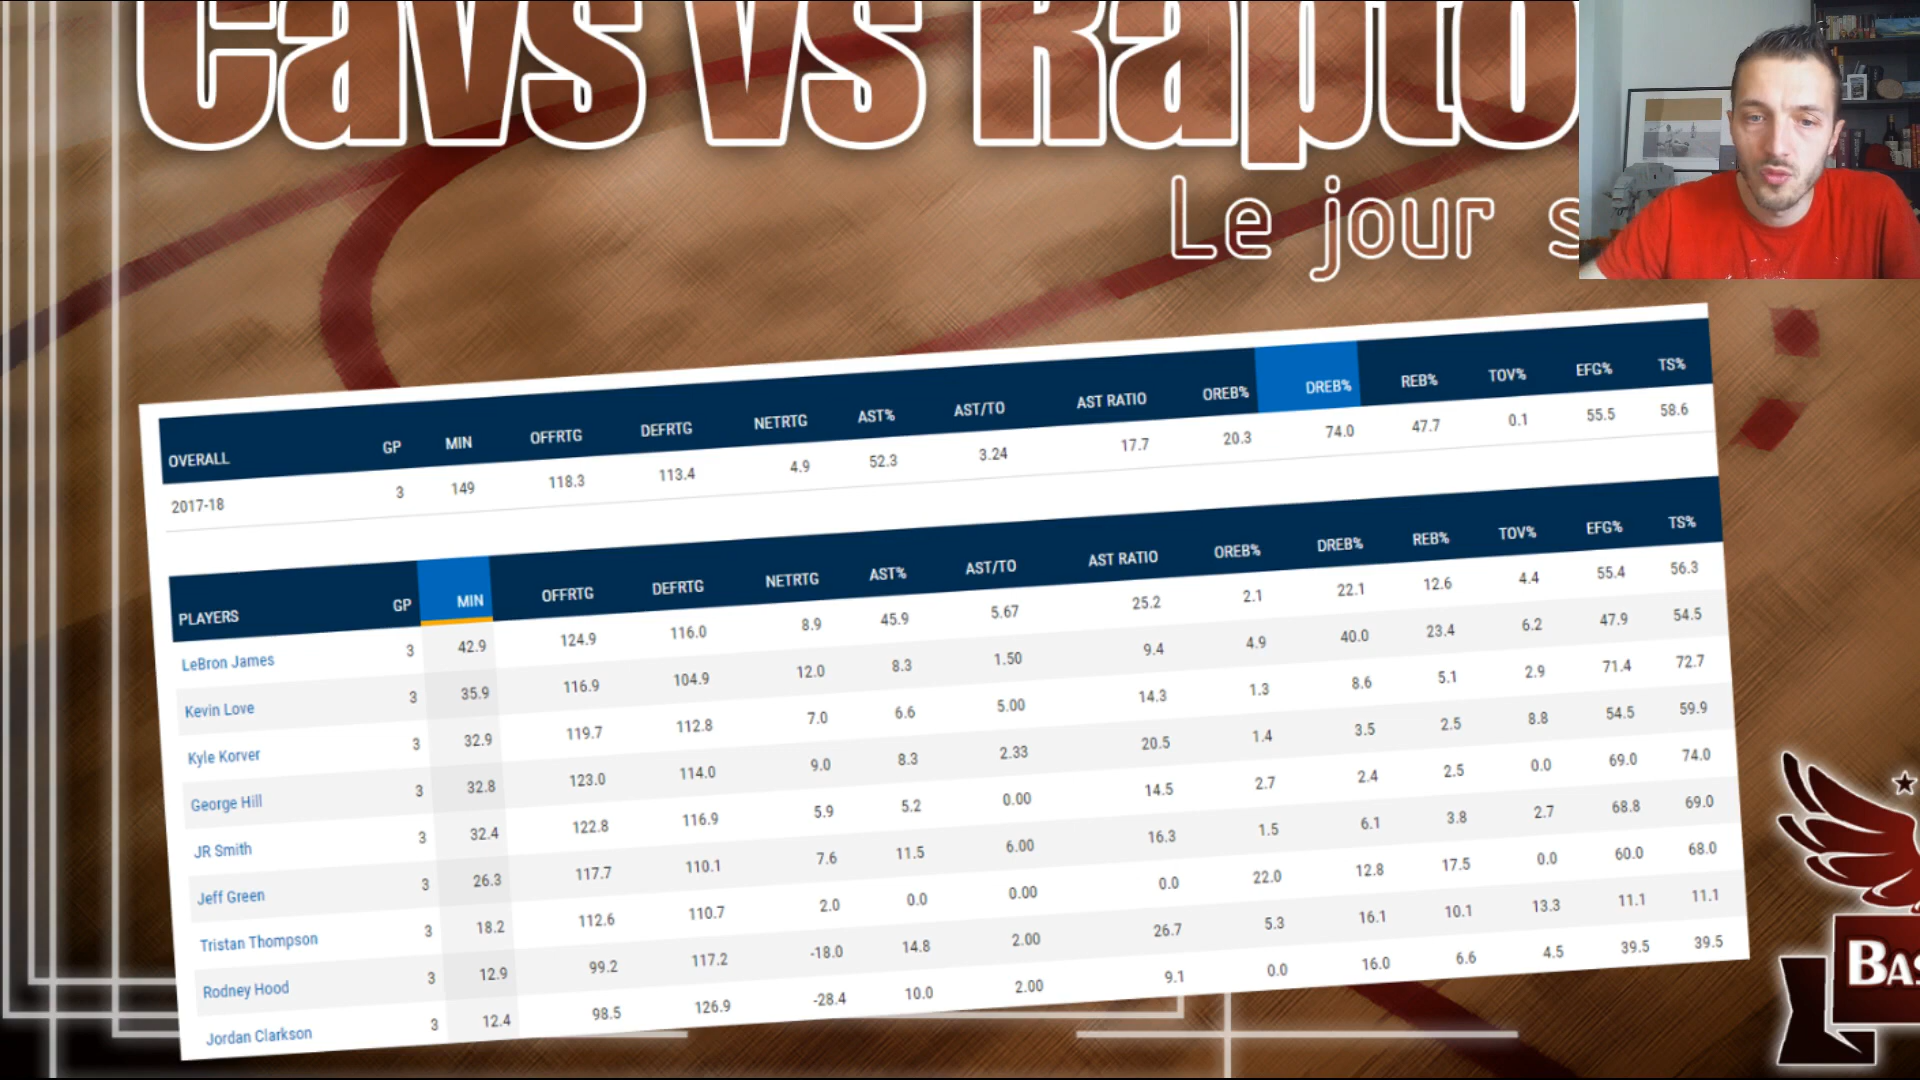 Cavs vs Rapto
Le jour s
OVERALL GP MIN OFFRTG DEFRTG NETRTG AST% AST/TO AST RATIO OREB% DREB% REB% TOV% EFG% TS%
2017-18 3 149 118.3 113.4 4.9 52.3 3.24 17.7 20.3 74.0 47.7 0.1 55.5 58.6
PLAYERS GP MIN OFFRTG DEFRTG NETRTG AST% AST/TO AST RATIO OREB% DREB% REB% TOV% EFG% TS%
LeBron James 3 42.9 124.9 116.0 8.9 45.9 5.67 25.2 2.1 22.1 12.6 4.4 55.4 56.3
Kevin Love 3 35.9 116.9 104.9 12.0 8.3 1.50 9.4 4.9 40.0 23.4 6.2 47.9 54.5
Kyle Korver 3 32.9 119.7 112.8 7.0 6.6 5.00 14.3 1.3 8.6 5.1 2.9 71.4 72.7
George Hill 3 32.8 123.0 114.0 9.0 8.3 2.33 20.5 1.4 3.5 2.5 8.8 54.5 59.9
JR Smith 3 32.4 122.8 116.9 5.9 5.2 0.00 14.5 2.7 2.4 2.5 0.0 69.0 74.0
Jeff Green 3 26.3 117.7 110.1 7.6 11.5 6.00 16.3 1.5 6.1 3.8 2.7 68.8 69.0
Tristan Thompson 3 18.2 112.6 110.7 2.0 0.0 0.00 0.0 22.0 12.8 17.5 0.0 60.0 68.0
Rodney Hood 3 12.9 99.2 117.2 -18.0 14.8 2.00 26.7 5.3 16.1 10.1 13.3 11.1 11.1
Jordan Clarkson 3 12.4 98.5 126.9 -28.4 10.0 2.00 9.1 0.0 16.0 6.6 4.5 39.5 39.5
BAS